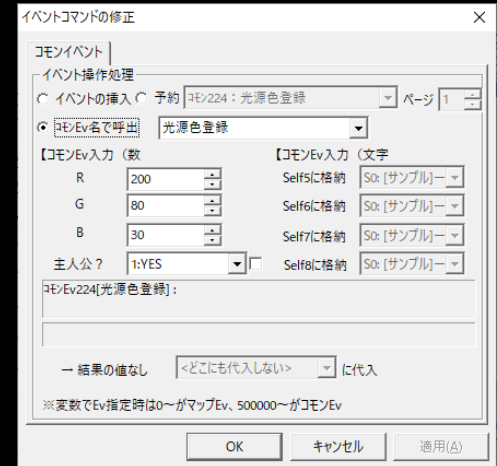 イベントコマンドの修正
コモンイベント
イベント操作処理
イベントの挿入 予約 ｺﾓﾝ224：光源色登録 ページ 1
ｺﾓﾝEv名で呼出 光源色登録
【コモンEv入力（数 【コモンEv入力（文字
R 200 Self5に格納 S0: [サンプル]ー
G 80 Self6に格納 S0: [サンプル]ー
B 30 Self7に格納 S0: [サンプル]ー
主人公？ 1:YES Self8に格納 S0: [サンプル]ー
ｺﾓﾝEv224[光源色登録] :
→ 結果の値なし <どこにも代入しない> に代入
※変数でEv指定時は0～がマップEv、500000～がコモンEv
OK キャンセル 適用(A)